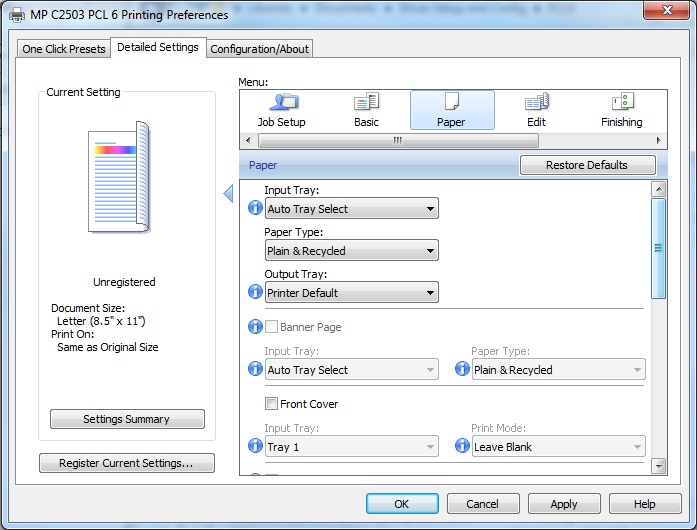 MP C2503 PCL 6 Printing Preferences
One Click Presets
Detailed Settings
Configuration/About
Current Setting
Unregistered
Document Size:
Letter (8.5" x 11")
Print On:
Same as Original Size
Settings Summary
Register Current Settings...
Menu:
Job Setup
Basic
Paper
Edit
Finishing
Paper
Restore Defaults
Input Tray:
Auto Tray Select
Paper Type:
Plain & Recycled
Output Tray:
Printer Default
Banner Page
Input Tray:
Paper Type:
Auto Tray Select
Plain & Recycled
Front Cover
Input Tray:
Print Mode:
Tray 1
Leave Blank
OK
Cancel
Apply
Help